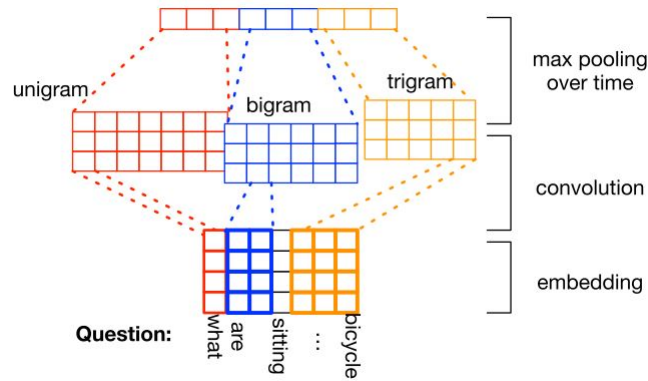 max pooling
over time
unigram
bigram
trigram
convolution
embedding
Question:
what
are
sitting
...
bicycle